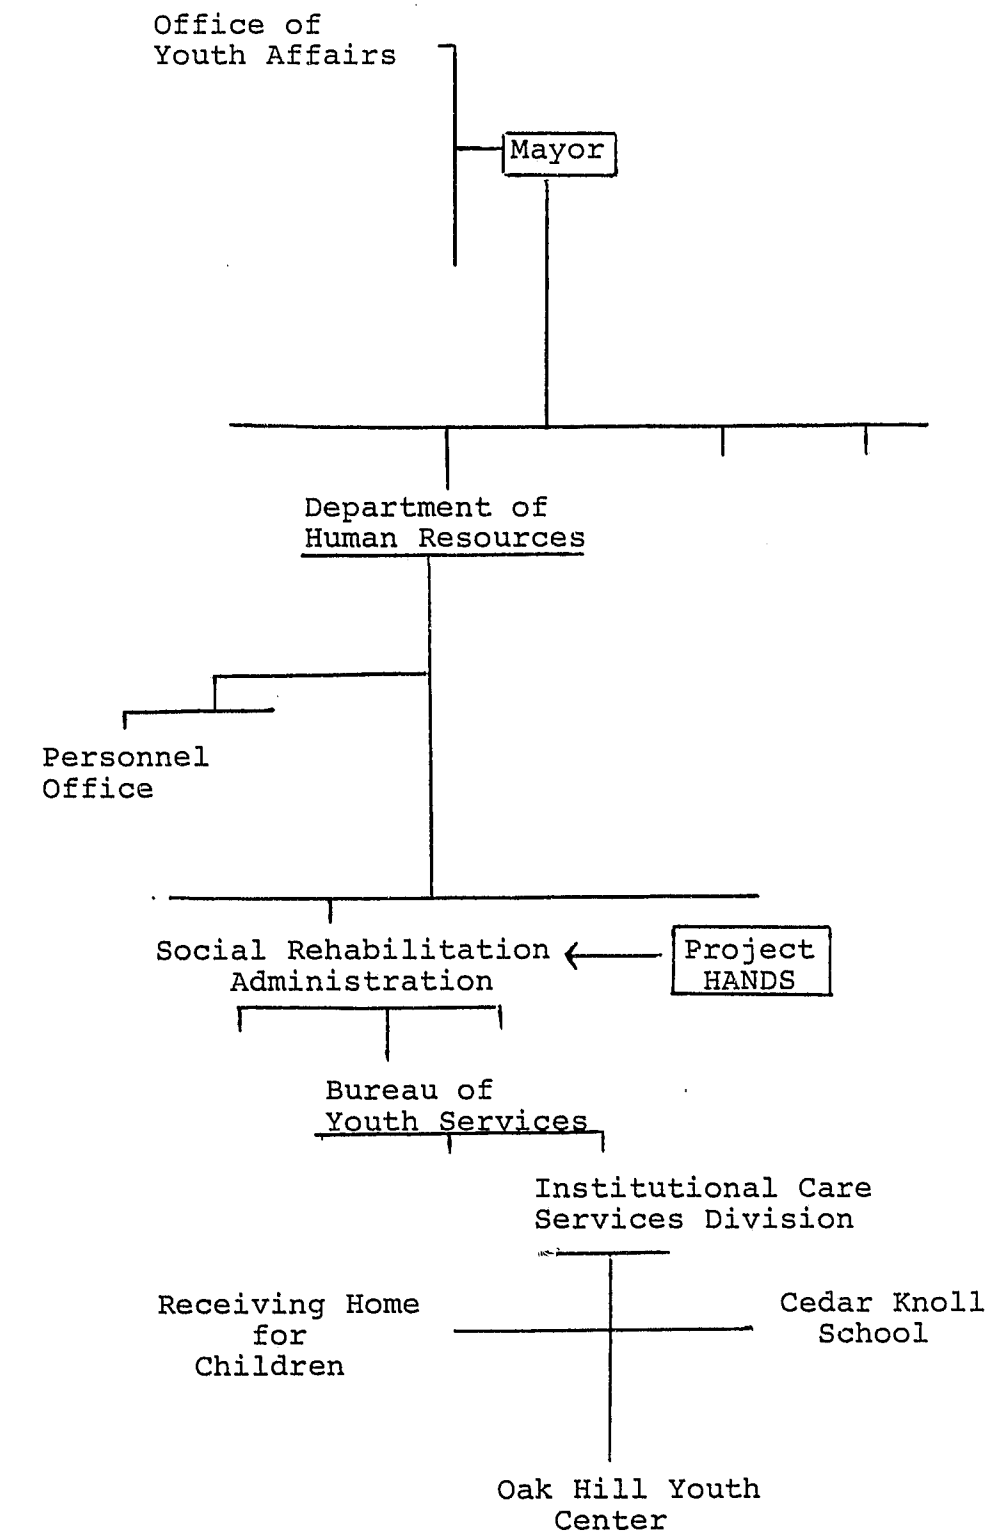 Office of
Youth Affairs
Mayor
Department of
Human Resources
Personnel
Office
Social Rehabilitation
Administration
Project
HANDS
Bureau of
Youth Services
Institutional Care
Services Division
Receiving Home
for
Children
Cedar Knoll
School
Oak Hill Youth
Center